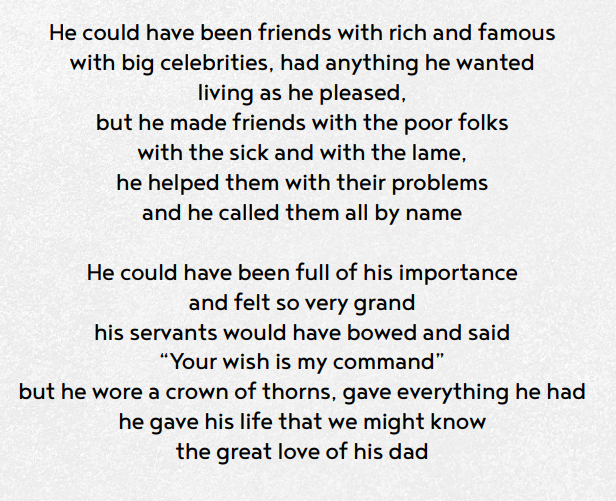 He could have been friends with rich and famous
with big celebrities, had anything he wanted
living as he pleased,
but he made friends with the poor folks
with the sick and with the lame,
he helped them with their problems
and he called them all by name

He could have been full of his importance
and felt so very grand
his servants would have bowed and said
“Your wish is my command”
but he wore a crown of thorns, gave everything he had
he gave his life that we might know
the great love of his dad